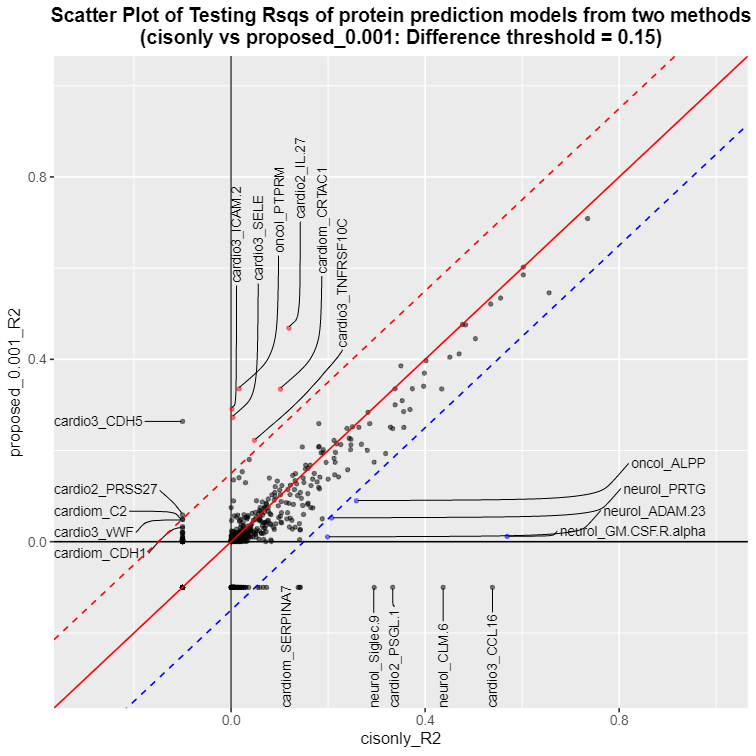 Scatter Plot of Testing Rsqs of protein prediction models from two methods
(cisonly vs proposed_0.001: Difference threshold = 0.15)
cardio3_ICAM.2
cardio3_SELE
oncol_PTPRM
cardio2_IL.27
cardiom_CRTAC1
cardio3_TNFRSF10C
0.8
0.4
0.0
proposed_0.001_R2
cardio3_CDH5
cardio2_PRSS27
cardiom_C2
cardio3_vWF
cardiom_CDH1
oncol_ALPP
neurol_PRTG
neurol_ADAM.23
neurol_GM.CSF.R.alpha
cardiom_SERPINA7
neurol_Siglec.9
cardio2_PSGL.1
neurol_CLM.6
cardio3_CCL16
0.0
0.4
0.8
cisonly_R2